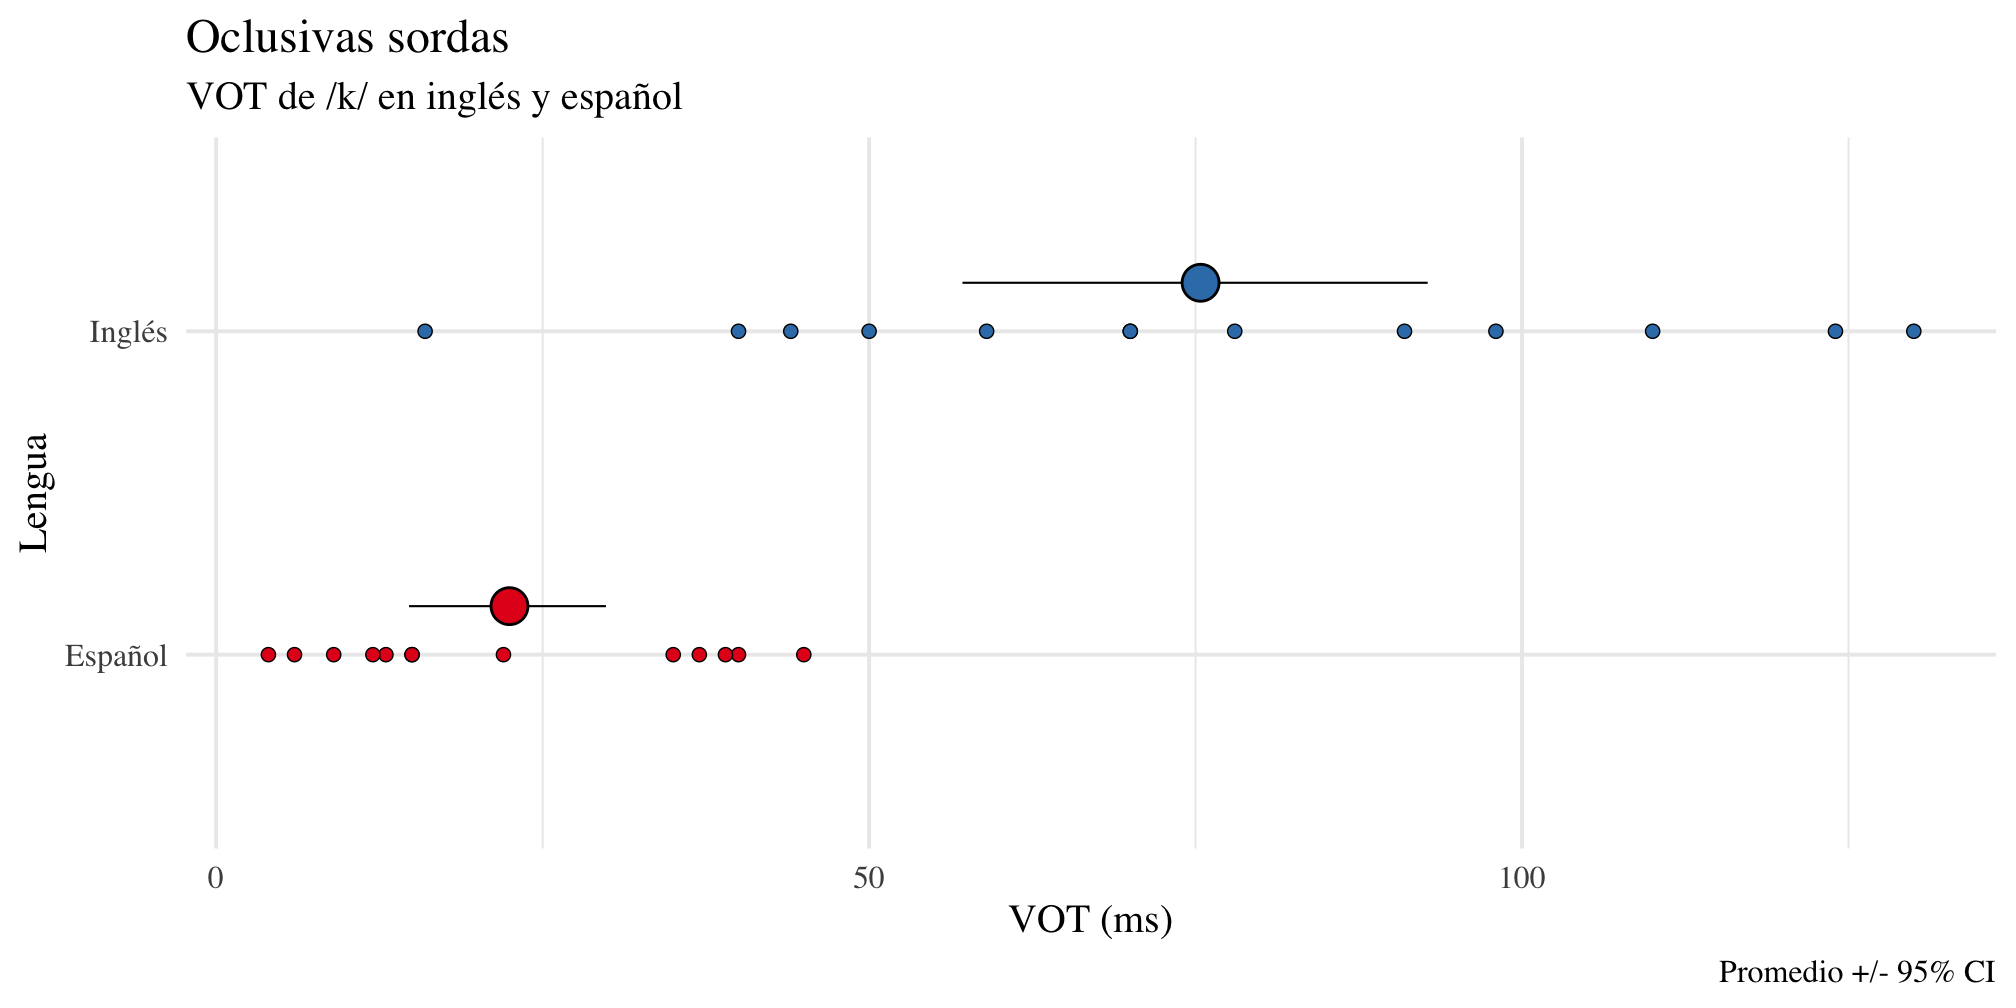 Oclusivas sordas
VOT de /k/ en inglés y español
Inglés
Lengua
Español
0 50 100
VOT (ms)
Promedio +/- 95% CI